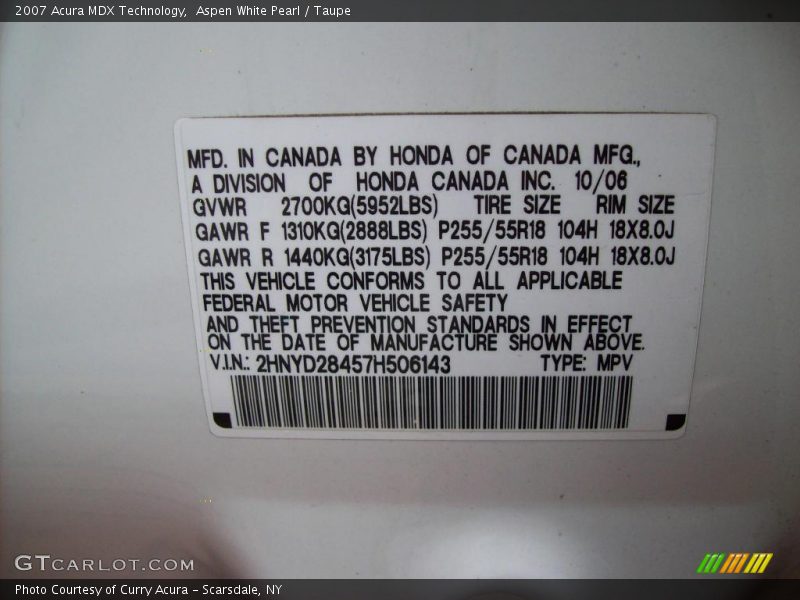 2007 Acura MDX Technology,  Aspen White Pearl / Taupe
MFD. IN CANADA BY HONDA OF CANADA MFG.,
A DIVISION OF HONDA CANADA INC. 10/06
GVWR 2700KG(5952LBS) TIRE SIZE RIM SIZE
GAWR F 1310KG(2888LBS) P255/55R18 104H 18X8.0J
GAWR R 1440KG(3175LBS) P255/55R18 104H 18X8.0J
THIS VEHICLE CONFORMS TO ALL APPLICABLE
FEDERAL MOTOR VEHICLE SAFETY
AND THEFT PREVENTION STANDARDS IN EFFECT
ON THE DATE OF MANUFACTURE SHOWN ABOVE.
V.I.N.: 2HNYD28457H506143 TYPE: MPV
GTCARLOT.COM
Photo Courtesy of Curry Acura - Scarsdale, NY